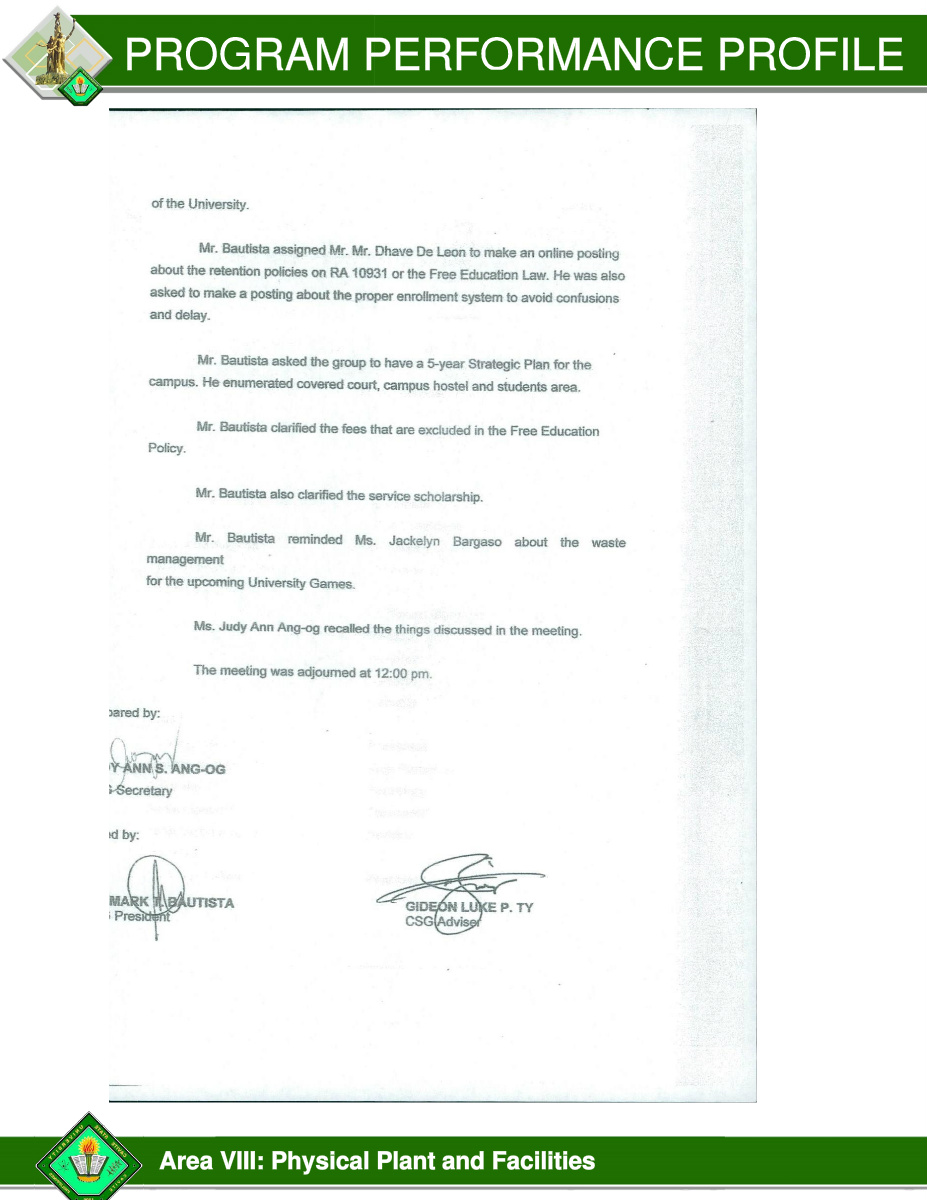 PROGRAM PERFORMANCE PROFILE
of the University.
Mr. Bautista assigned Mr. Mr. Dhave De Leon to make an online posting
about the retention policies on RA 10931 or the Free Education Law. He was also
asked to make a posting about the proper enrollment system to avoid confusions
and delay.
Mr. Bautista asked the group to have a 5-year Strategic Plan for the
campus. He enumerated covered court, campus hostel and students area.
Mr. Bautista clarified the fees that are excluded in the Free Education
Policy.
Mr. Bautista also clarified the service scholarship.
Mr. Bautista reminded Ms. Jackelyn Bargaso about the waste
management
for the upcoming University Games.
Ms. Judy Ann Ang-og recalled the things discussed in the meeting.
The meeting was adjourned at 12:00 pm.
pared by:
Y ANN S. ANG-OG
Secretary
d by:
MARK T. BAUTISTA
President
GIDEON LUKE P. TY
CSG Adviser
Area VIII: Physical Plant and Facilities